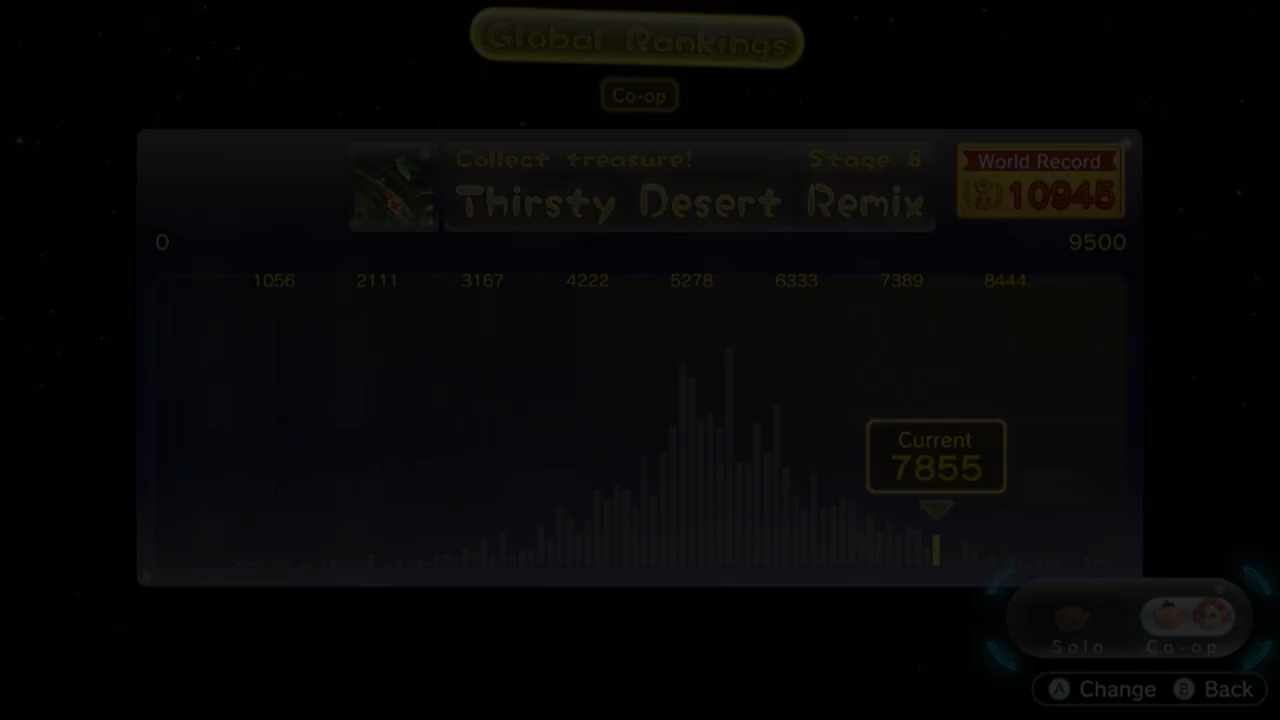 Global Rankings
Co-op
Collect treasure! Stage 8
Thirsty Desert Remix
World Record
10945
0 9500
1056 2111 3167 4222 5278 6333 7389 8444
Current
7855
Solo Co-op
A Change B Back